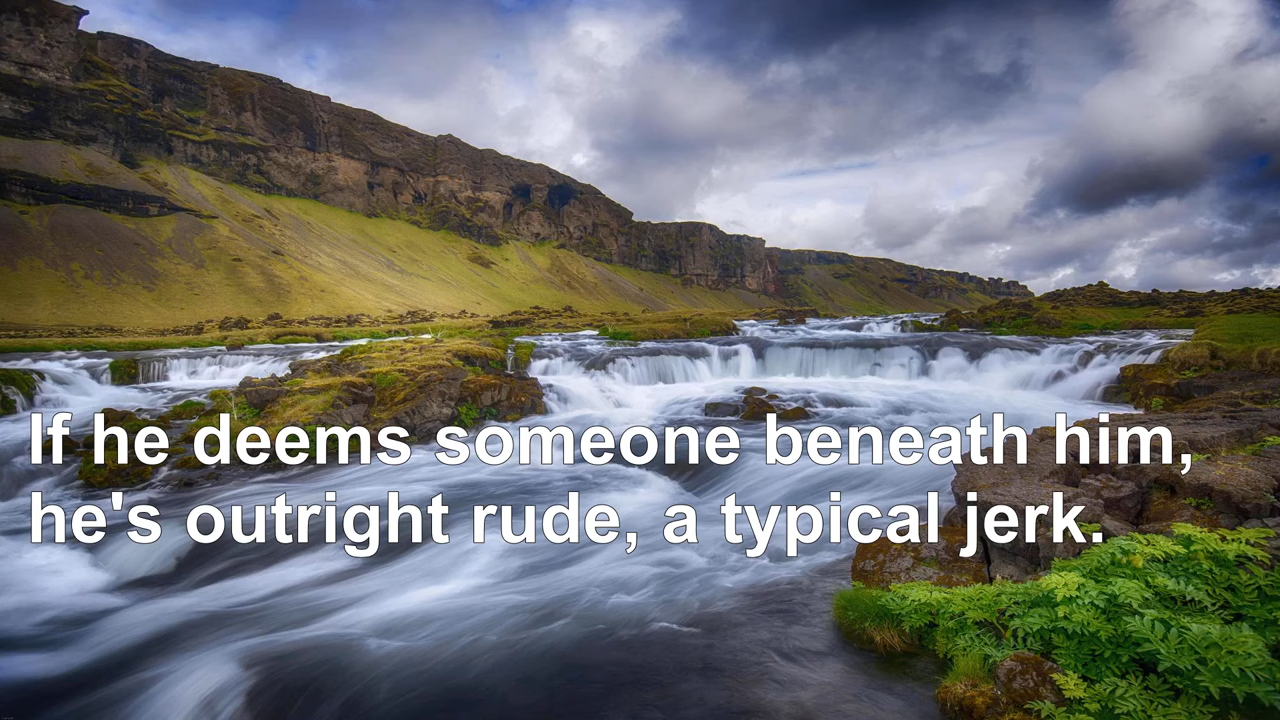 If he deems someone beneath him,
he's outright rude, a typical jerk.